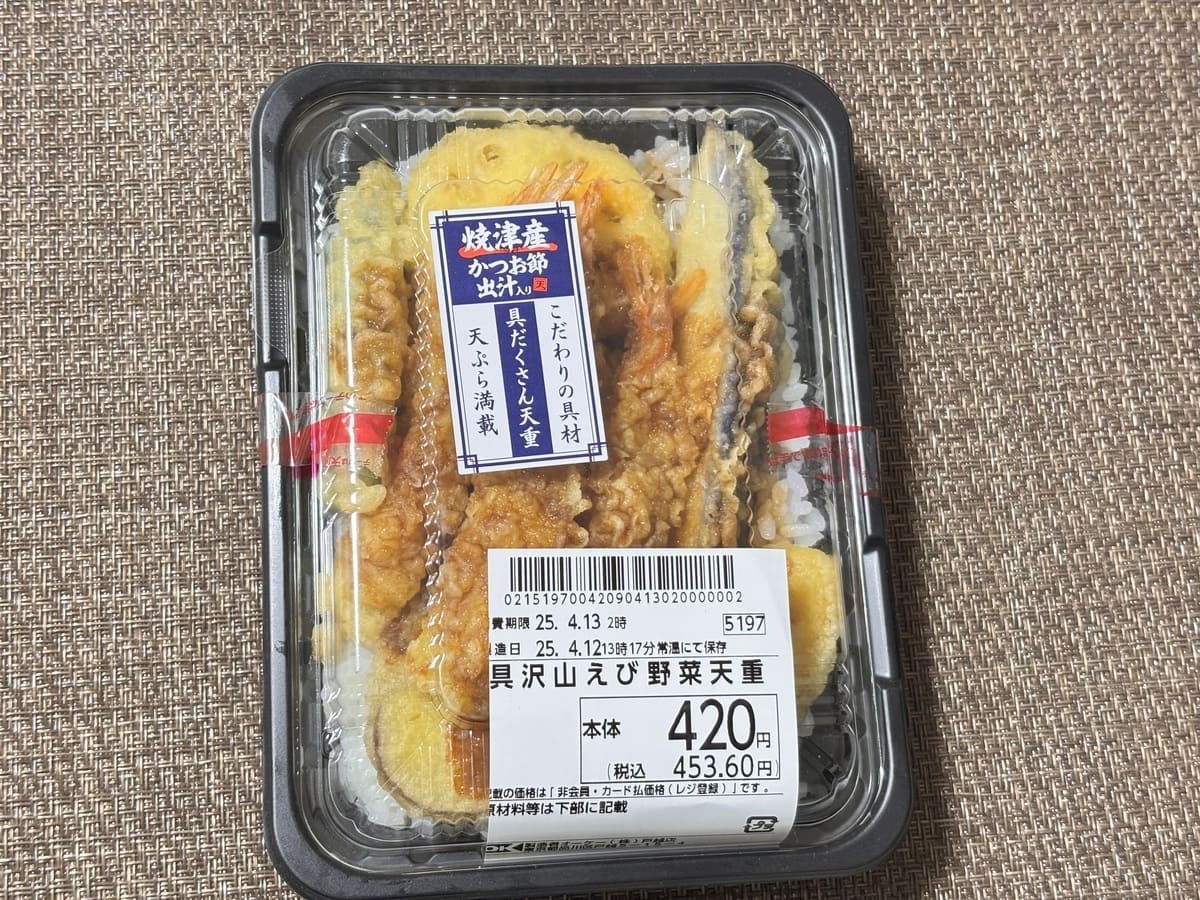 焼津産
かつお節
出汁入り
天
こだわりの具材
具だくさん天重
天ぷら満載
02151970042090413020000002
費期限 25. 4.13 2時
5197
造日 25. 4.12 13時17分常温にて保存
具沢山えび野菜天重
本体 420円
(税込 453.60円)
載の価格は「非会員・カード払価格(レジ登録)」です。
原材料等は下部に記載
プラ
OK